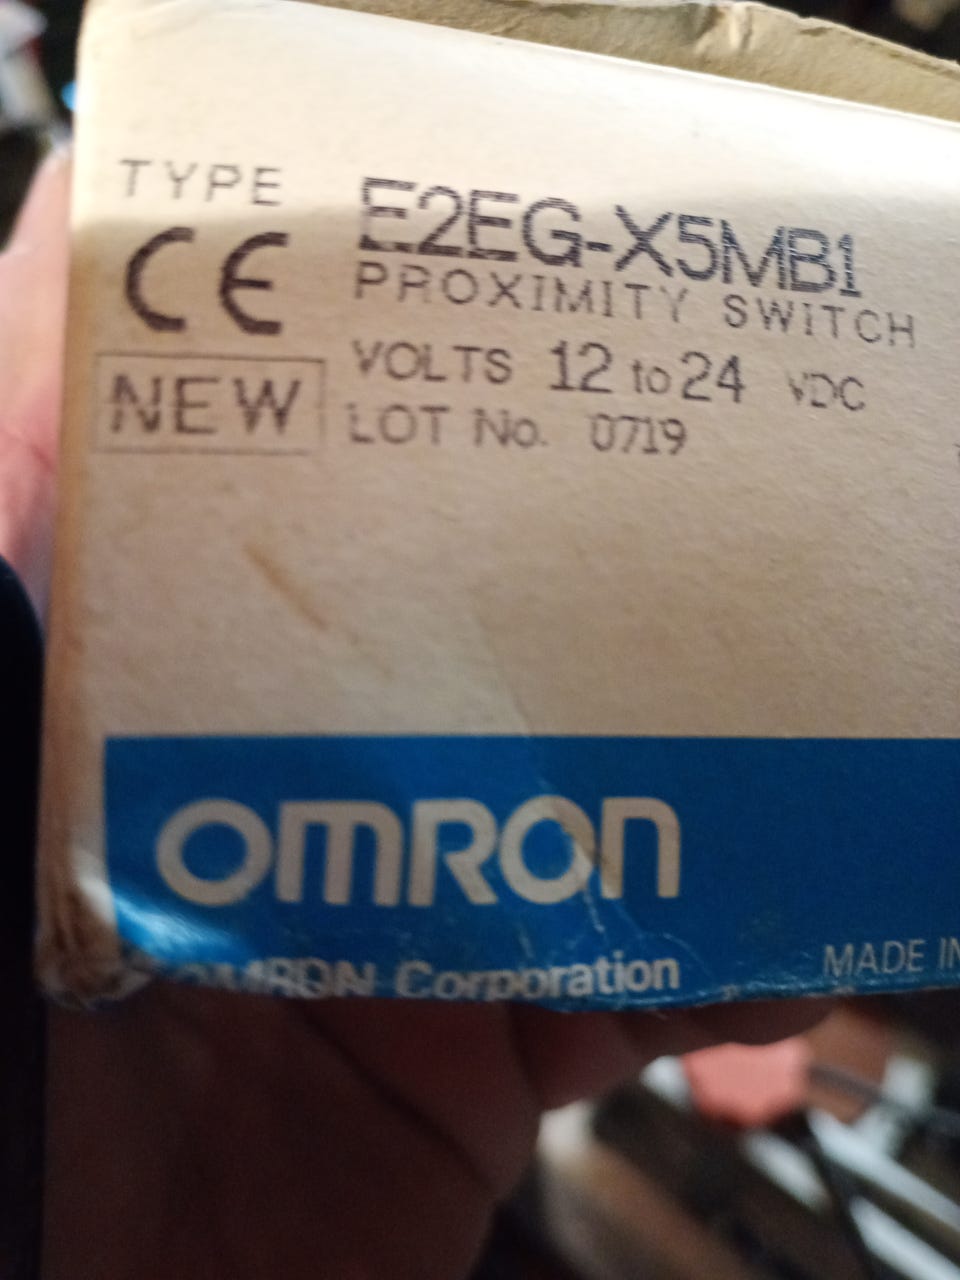 TYPE E2EG-X5MB1
CE PROXIMITY SWITCH
VOLTS 12 to 24 VDC
NEW LOT No. 0719
OMRON
OMRON Corporation
MADE IN